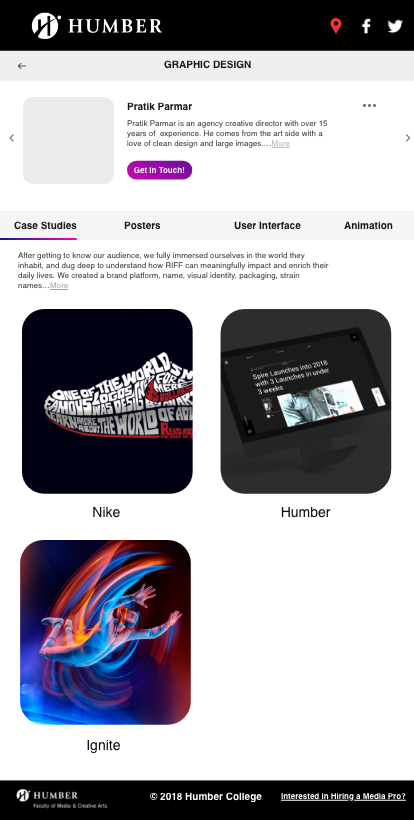 HUMBER
GRAPHIC DESIGN
Pratik Parmar
Pratik Parmar is an agency creative director with over 15
years of experience. He comes from the art side with a
love of clean design and large images....More
Get in Touch!
Case Studies Posters User Interface Animation
After getting to know our audience, we fully immersed ourselves in the world they
inhabit, and dug deep to understand how RIFF can meaningfully impact and enrich their
daily lives. We created a brand platform, name, visual identity, packaging, strain
names...More
ONE OF THE WORLD
FAMOUS LOGOS WAS
LEARN MORE ABOUT THE WORLD OF
Spire Launches into 2018
with 3 Launches in under
3 weeks
Nike
Humber
Ignite
HUMBER
Faculty of Media & Creative Arts
© 2018 Humber College
Interested in Hiring a Media Pro?